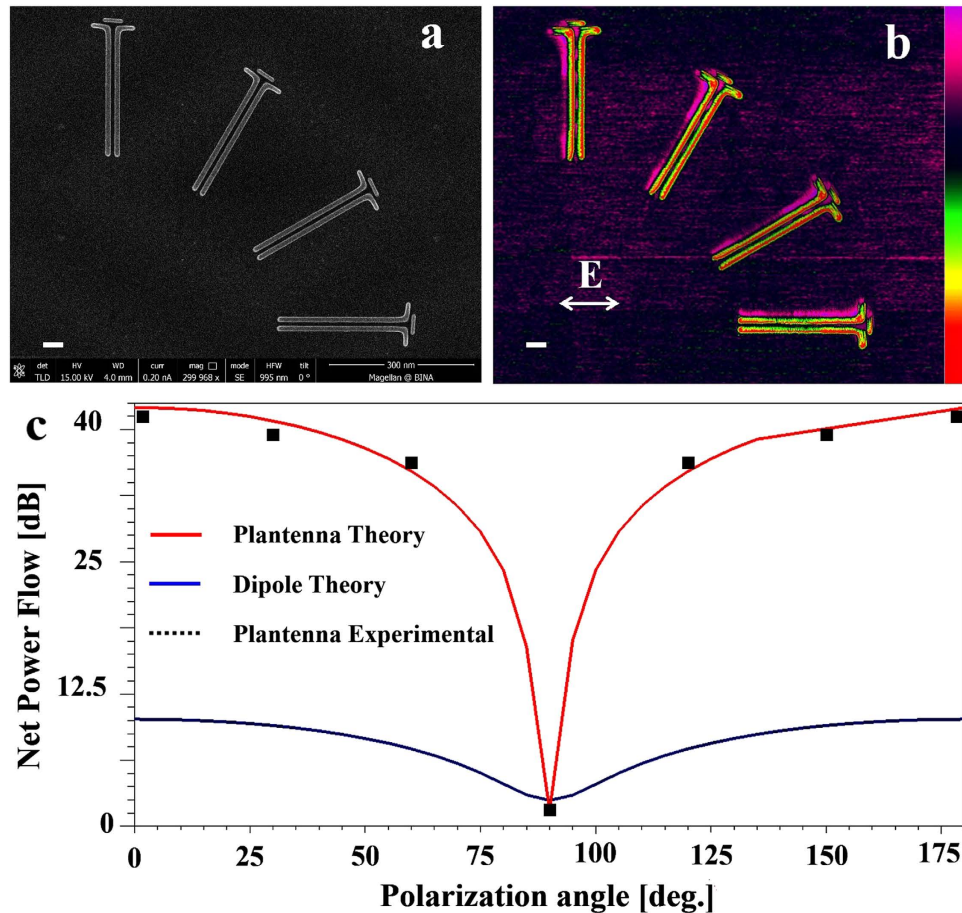 a
b
E
det HV WD curr mag □ mode HFW tilt
TLD 15.00 kV 4.0 mm 0.20 nA 299 968 x SE 995 nm 0 °
300 nm
Magellan @ BINA
c
Net Power Flow [dB]
40
25
12.5
0
Plantenna Theory
Dipole Theory
Plantenna Experimental
0 25 50 75 100 125 150 175
Polarization angle [deg.]